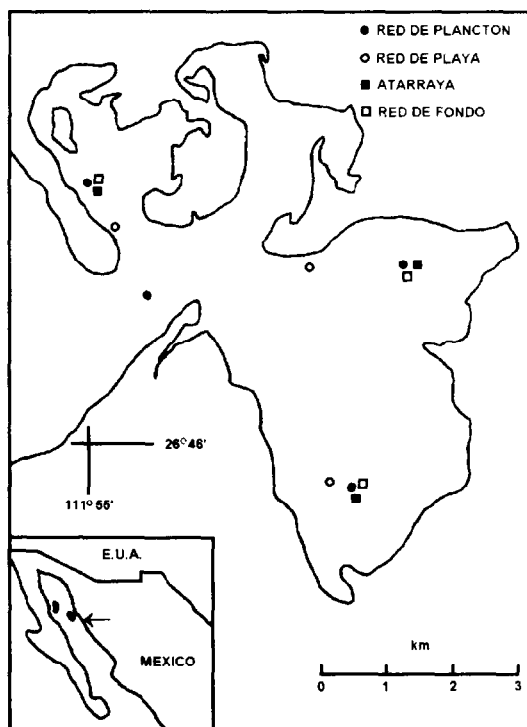 RED DE PLANCTON
RED DE PLAYA
ATARRAYA
RED DE FONDO
26°46'
111°55'
E.U.A.
MEXICO
km
0 1 2 3